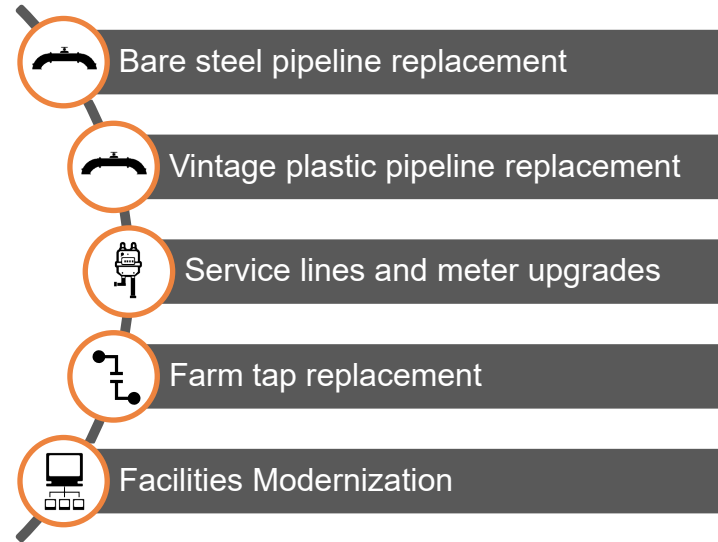 Bare steel pipeline replacement
Vintage plastic pipeline replacement
Service lines and meter upgrades
Farm tap replacement
Facilities Modernization